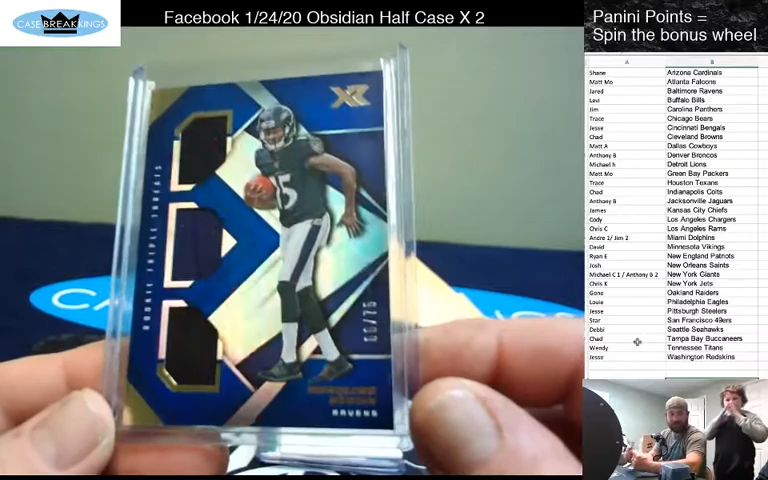 Facebook 1/24/20 Obsidian Half Case X 2
CASE BREAK KINGS
Panini Points =
Spin the bonus wheel
XR
ROOKIE TRIPLE THREATS
15
RAVENS
A B
Shane Arizona Cardinals
Matt Mo Atlanta Falcons
Jared Baltimore Ravens
Levi Buffalo Bills
Jim Carolina Panthers
Trace Chicago Bears
Jesse Cincinnati Bengals
Chad Cleveland Browns
Matt A Dallas Cowboys
Anthony B Denver Broncos
Michael h Detroit Lions
Matt Mo Green Bay Packers
Trace Houston Texans
Chad Indianapolis Colts
Anthony B Jacksonville Jaguars
James Kansas City Chiefs
Cody Los Angeles Chargers
Chris C Los Angeles Rams
Andre 1/ Jim 2 Miami Dolphins
David Minnesota Vikings
Ryan E New England Patriots
Josh New Orleans Saints
Michael C 1 / Anthony B 2 New York Giants
Chris K New York Jets
Gene Oakland Raiders
Louie Philadelphia Eagles
Jesse Pittsburgh Steelers
Star San Francisco 49ers
Debbi Seattle Seahawks
Chad Tampa Bay Buccaneers
Wendy Tennessee Titans
Jesse Washington Redskins